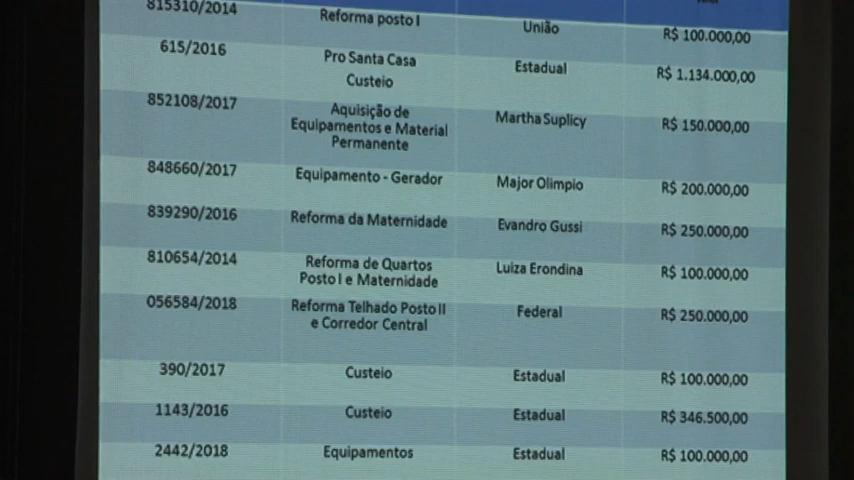 815310/2014 Reforma posto I União R$ 100.000,00
615/2016 Pro Santa Casa Estadual R$ 1.134.000,00
Custeio
852108/2017 Aquisição de Martha Suplicy R$ 150.000,00
Equipamentos e Material
Permanente
848660/2017 Equipamento - Gerador Major Olimpio R$ 200.000,00
839290/2016 Reforma da Maternidade Evandro Gussi R$ 250.000,00
810654/2014 Reforma de Quartos Luiza Erondina R$ 100.000,00
Posto I e Maternidade
056584/2018 Reforma Telhado Posto II Federal R$ 250.000,00
e Corredor Central
390/2017 Custeio Estadual R$ 100.000,00
1143/2016 Custeio Estadual R$ 346.500,00
2442/2018 Equipamentos Estadual R$ 100.000,00